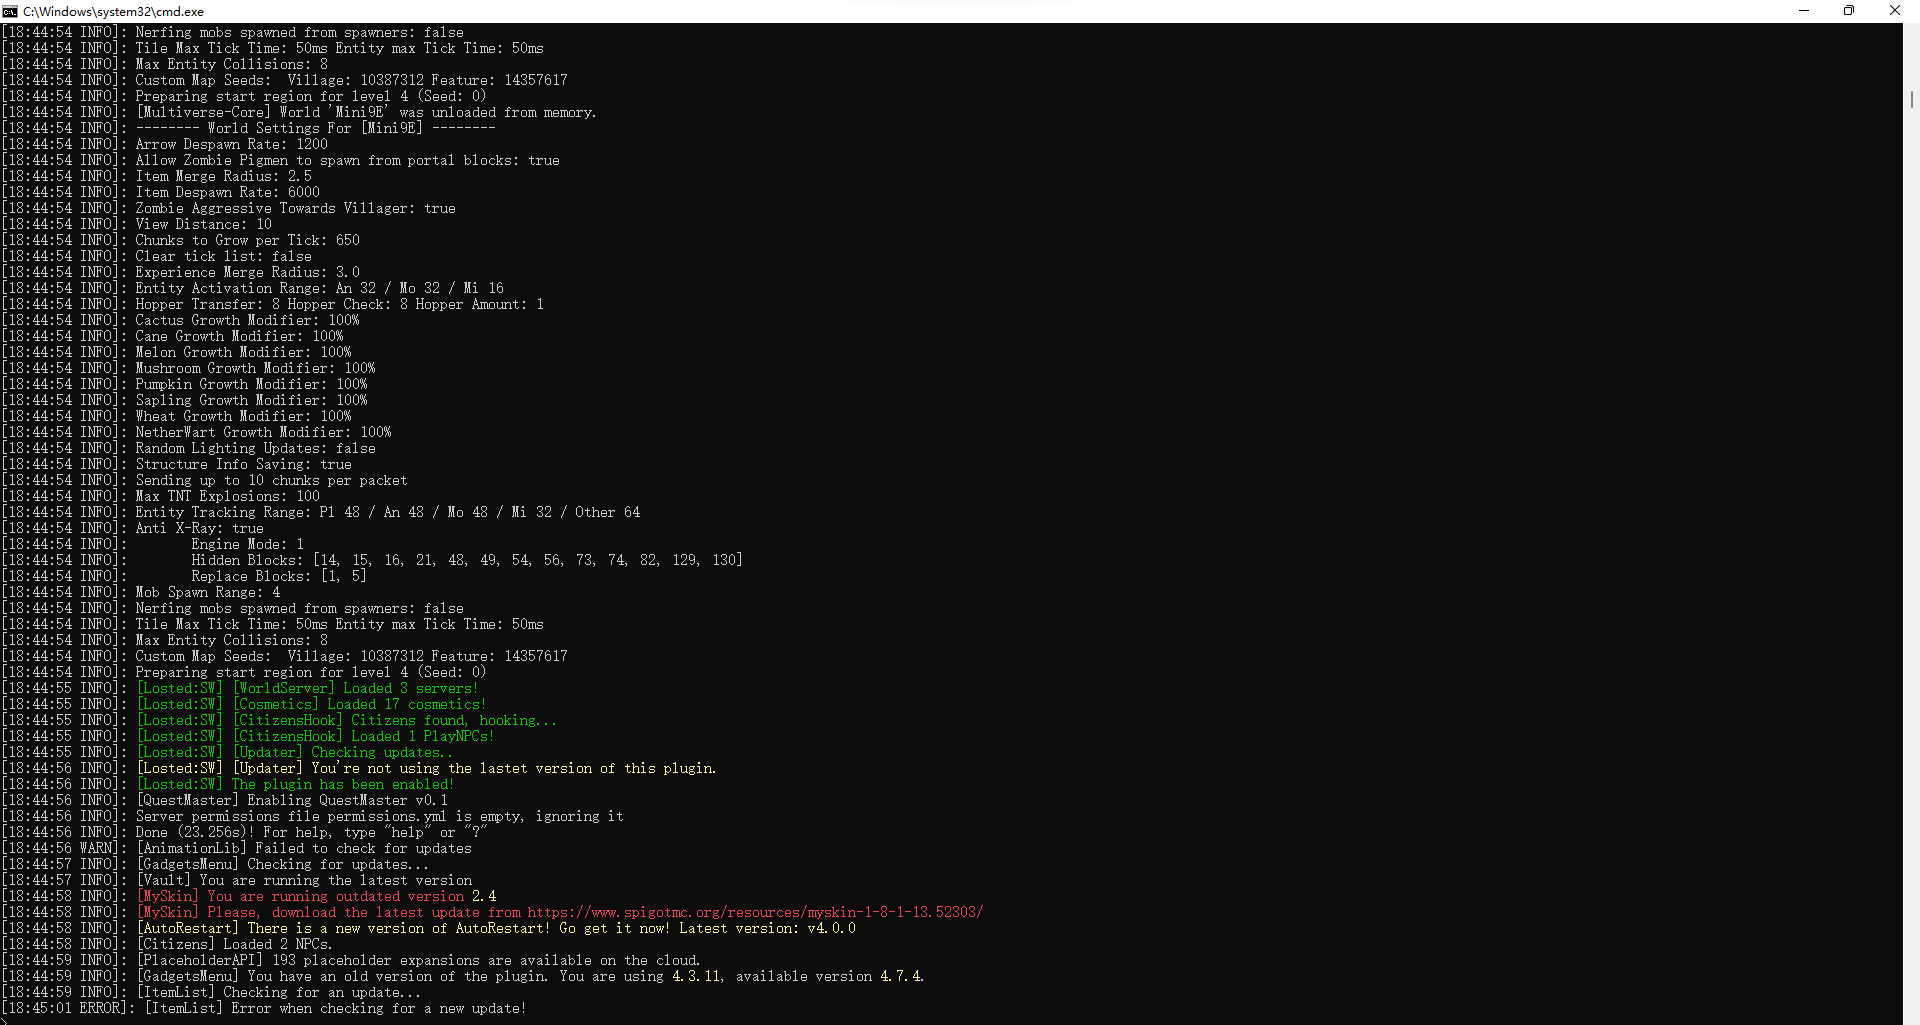 C:\Windows\system32\cmd.exe
[18:44:54 INFO]: Nerfing mobs spawned from spawners: false
[18:44:54 INFO]: Tile Max Tick Time: 50ms Entity max Tick Time: 50ms
[18:44:54 INFO]: Max Entity Collisions: 8
[18:44:54 INFO]: Custom Map Seeds:  Village: 10387312 Feature: 14357617
[18:44:54 INFO]: Preparing start region for level 4 (Seed: 0)
[18:44:54 INFO]: [Multiverse-Core] World 'Mini9E' was unloaded from memory.
[18:44:54 INFO]: -------- World Settings For [Mini9E] --------
[18:44:54 INFO]: Arrow Despawn Rate: 1200
[18:44:54 INFO]: Allow Zombie Pigmen to spawn from portal blocks: true
[18:44:54 INFO]: Item Merge Radius: 2.5
[18:44:54 INFO]: Item Despawn Rate: 6000
[18:44:54 INFO]: Zombie Aggressive Towards Villager: true
[18:44:54 INFO]: View Distance: 10
[18:44:54 INFO]: Chunks to Grow per Tick: 650
[18:44:54 INFO]: Clear tick list: false
[18:44:54 INFO]: Experience Merge Radius: 3.0
[18:44:54 INFO]: Entity Activation Range: An 32 / Mo 32 / Mi 16
[18:44:54 INFO]: Hopper Transfer: 8 Hopper Check: 8 Hopper Amount: 1
[18:44:54 INFO]: Cactus Growth Modifier: 100%
[18:44:54 INFO]: Cane Growth Modifier: 100%
[18:44:54 INFO]: Melon Growth Modifier: 100%
[18:44:54 INFO]: Mushroom Growth Modifier: 100%
[18:44:54 INFO]: Pumpkin Growth Modifier: 100%
[18:44:54 INFO]: Sapling Growth Modifier: 100%
[18:44:54 INFO]: Wheat Growth Modifier: 100%
[18:44:54 INFO]: NetherWart Growth Modifier: 100%
[18:44:54 INFO]: Random Lighting Updates: false
[18:44:54 INFO]: Structure Info Saving: true
[18:44:54 INFO]: Sending up to 10 chunks per packet
[18:44:54 INFO]: Max TNT Explosions: 100
[18:44:54 INFO]: Entity Tracking Range: Pl 48 / An 48 / Mo 48 / Mi 32 / Other 64
[18:44:54 INFO]: Anti X-Ray: true
[18:44:54 INFO]:        Engine Mode: 1
[18:44:54 INFO]:        Hidden Blocks: [14, 15, 16, 21, 48, 49, 54, 56, 73, 74, 82, 129, 130]
[18:44:54 INFO]:        Replace Blocks: [1, 5]
[18:44:54 INFO]: Mob Spawn Range: 4
[18:44:54 INFO]: Nerfing mobs spawned from spawners: false
[18:44:54 INFO]: Tile Max Tick Time: 50ms Entity max Tick Time: 50ms
[18:44:54 INFO]: Max Entity Collisions: 8
[18:44:54 INFO]: Custom Map Seeds:  Village: 10387312 Feature: 14357617
[18:44:54 INFO]: Preparing start region for level 4 (Seed: 0)
[18:44:55 INFO]: [Losted:SW] [WorldServer] Loaded 3 servers!
[18:44:55 INFO]: [Losted:SW] [Cosmetics] Loaded 17 cosmetics!
[18:44:55 INFO]: [Losted:SW] [CitizensHook] Citizens found, hooking...
[18:44:55 INFO]: [Losted:SW] [CitizensHook] Loaded 1 PlayNPCs!
[18:44:55 INFO]: [Losted:SW] [Updater] Checking updates..
[18:44:56 INFO]: [Losted:SW] [Updater] You're not using the lastet version of this plugin.
[18:44:56 INFO]: [Losted:SW] The plugin has been enabled!
[18:44:56 INFO]: [QuestMaster] Enabling QuestMaster v0.1
[18:44:56 INFO]: Server permissions file permissions.yml is empty, ignoring it
[18:44:56 INFO]: Done (23.256s)! For help, type "help" or "?"
[18:44:56 WARN]: [AnimationLib] Failed to check for updates
[18:44:57 INFO]: [GadgetsMenu] Checking for updates...
[18:44:57 INFO]: [Vault] You are running the latest version
[18:44:58 INFO]: [MySkin] You are running outdated version 2.4
[18:44:58 INFO]: [MySkin] Please, download the latest update from https://www.spigotmc.org/resources/myskin-1-8-1-13.52303/
[18:44:58 INFO]: [AutoRestart] There is a new version of AutoRestart! Go get it now! Latest version: v4.0.0
[18:44:58 INFO]: [Citizens] Loaded 2 NPCs.
[18:44:59 INFO]: [PlaceholderAPI] 193 placeholder expansions are available on the cloud.
[18:44:59 INFO]: [GadgetsMenu] You have an old version of the plugin. You are using 4.3.11, available version 4.7.4.
[18:44:59 INFO]: [ItemList] Checking for an update...
[18:45:01 ERROR]: [ItemList] Error when checking for a new update!
>